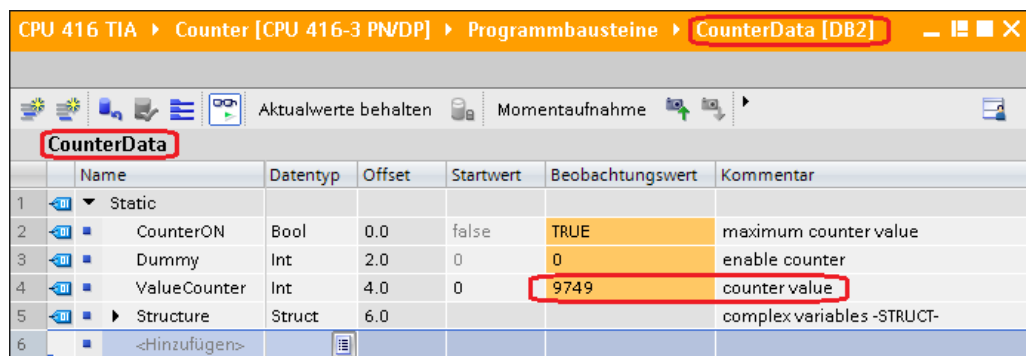 CPU 416 TIA ▸ Counter [CPU 416-3 PN/DP] ▸ Programmbausteine ▸ CounterData [DB2]
Aktualwerte behalten Momentaufnahme
CounterData
Name Datentyp Offset Startwert Beobachtungswert Kommentar
1 Static
2 CounterON Bool 0.0 false TRUE maximum counter value
3 Dummy Int 2.0 0 0 enable counter
4 ValueCounter Int 4.0 0 9749 counter value
5 Structure Struct 6.0 complex variables -STRUCT-
6 <Hinzufügen>